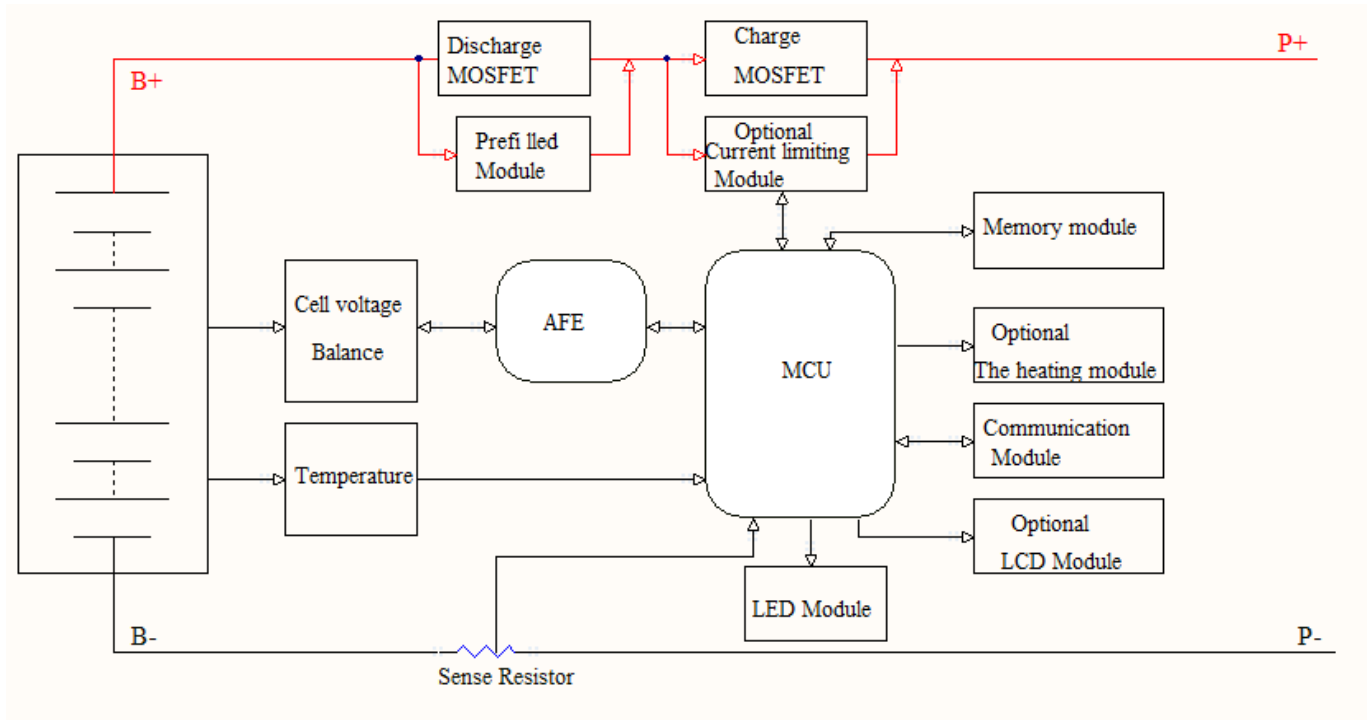 Discharge
MOSFET
Charge
MOSFET
P+
B+
Prefi lled
Module
Optional
Current limiting
Module
Memory module
Cell voltage
Balance
AFE
MCU
Optional
The heating module
Communication
Module
Temperature
Optional
LCD Module
LED Module
B-
P-
Sense Resistor